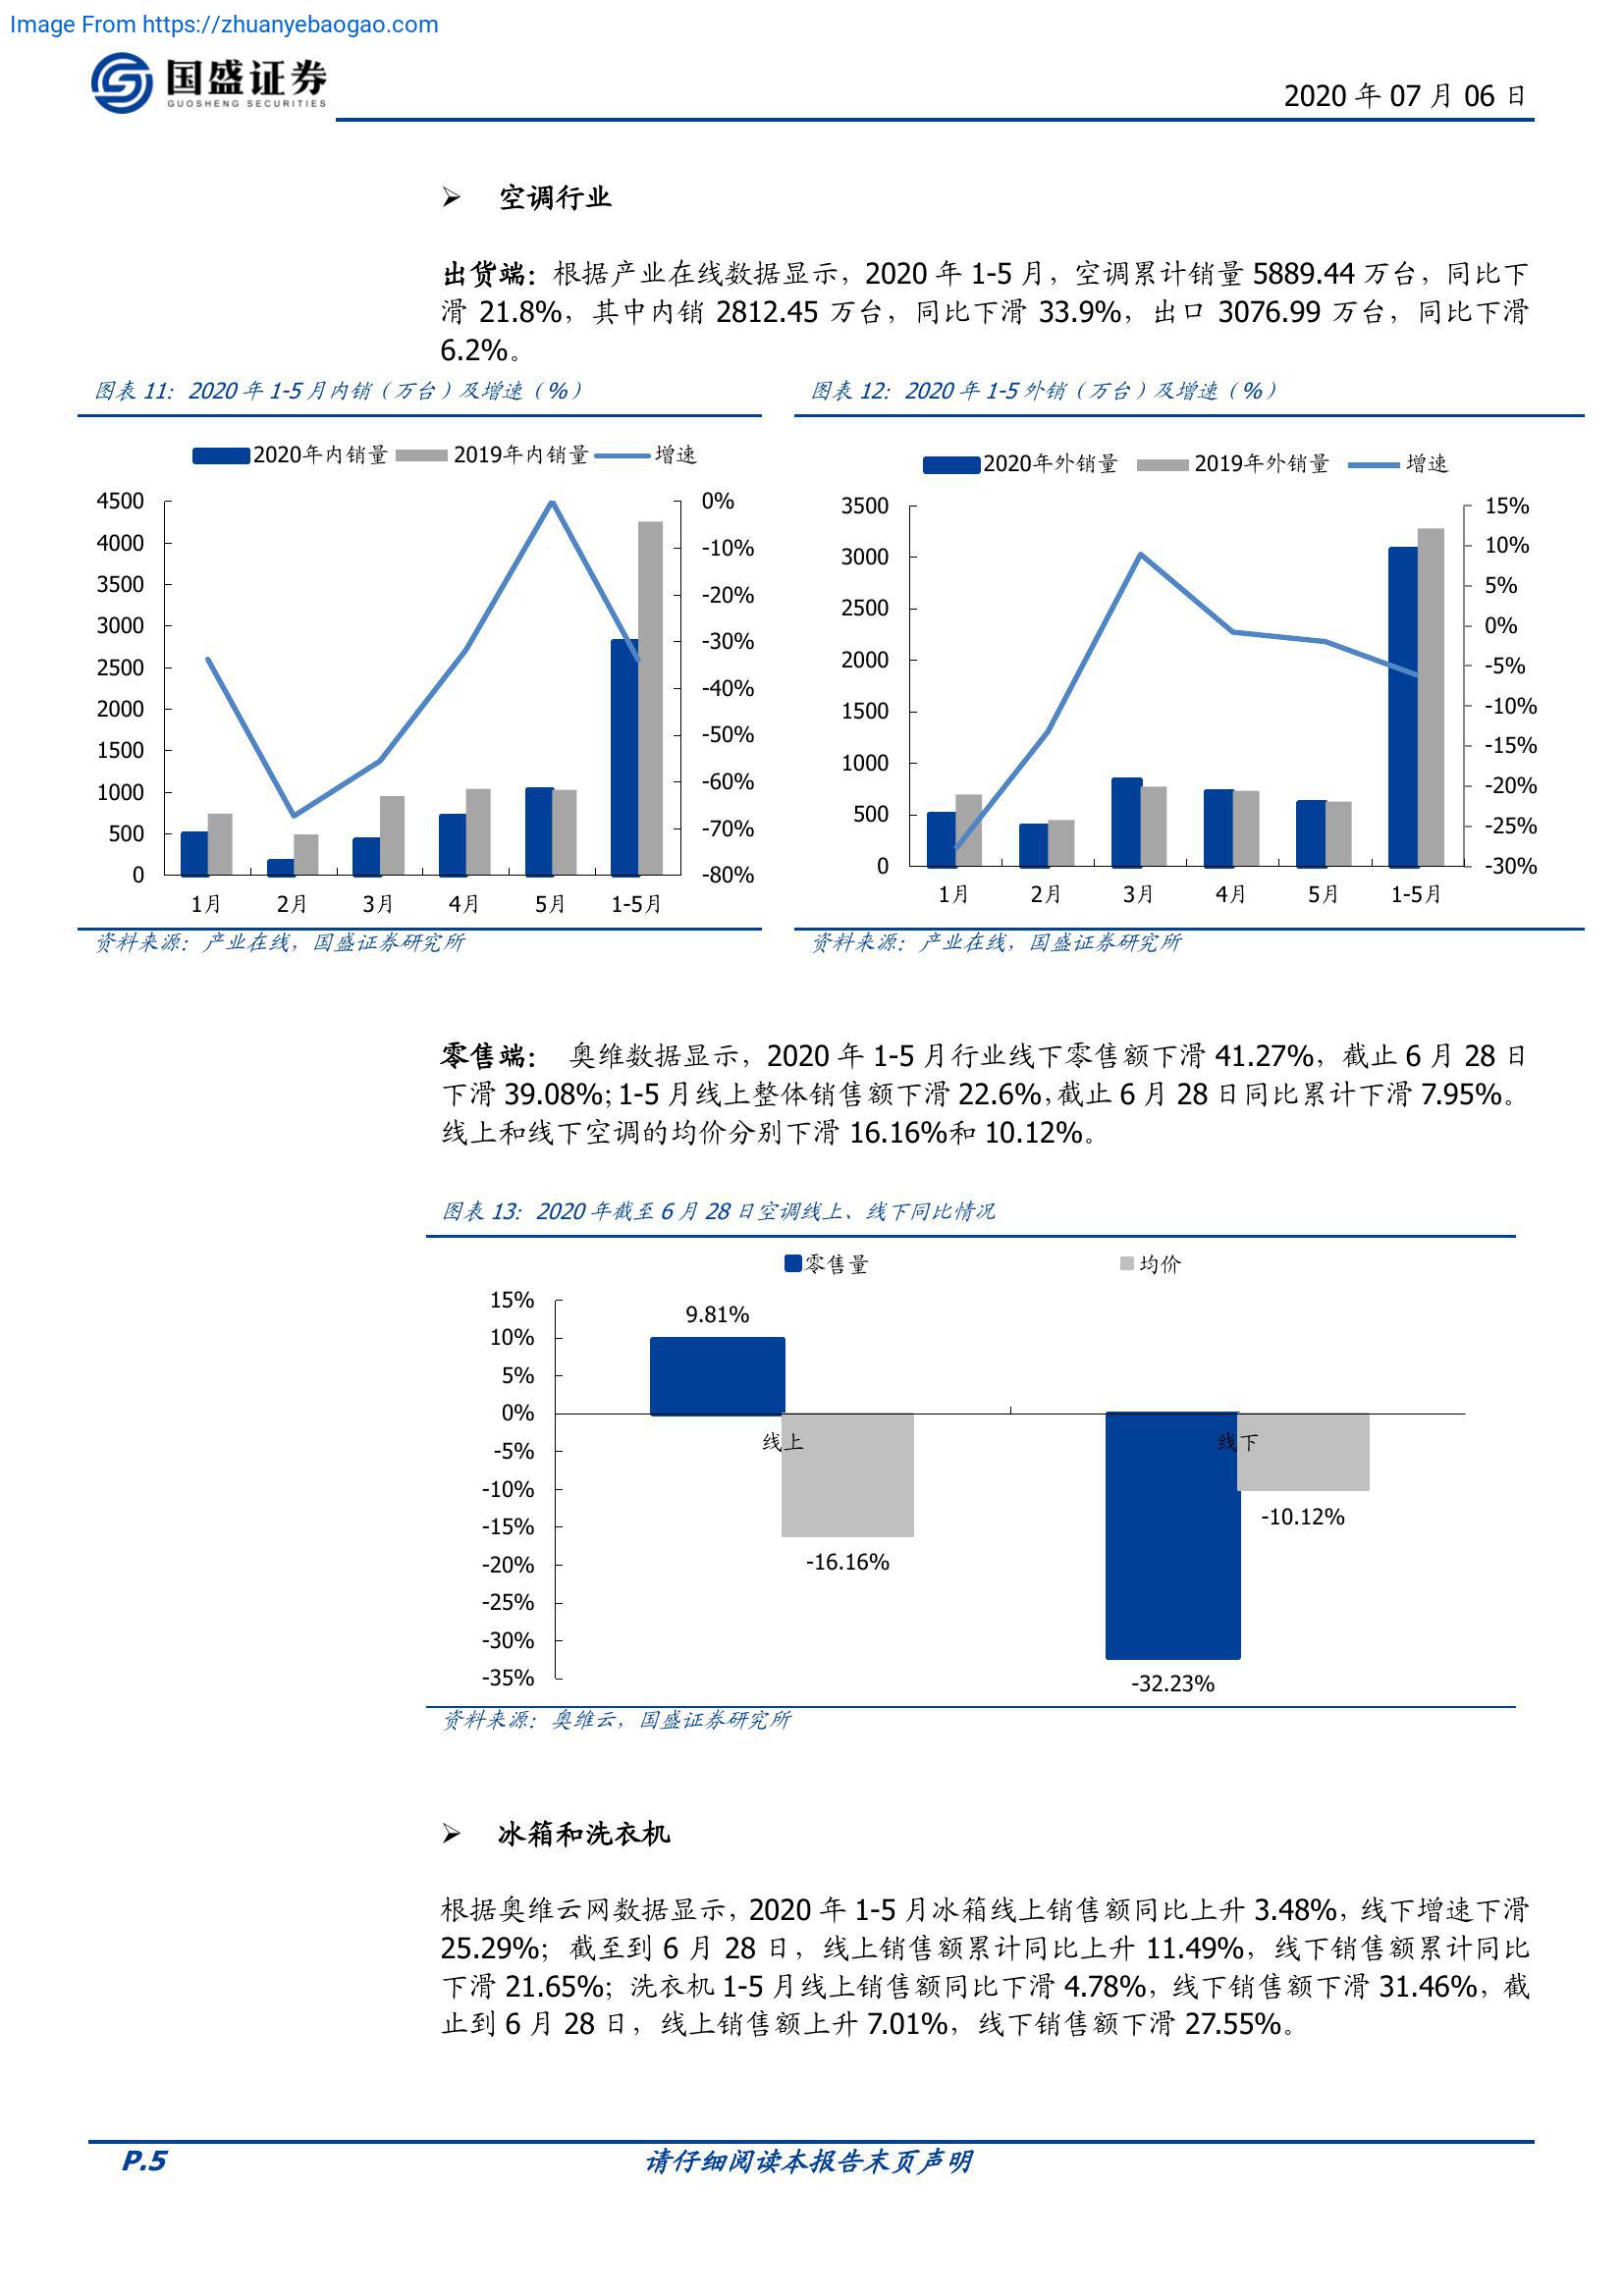 Image From https://zhuanyebaogao.com
国盛证券
GUOSHENG SECURITIES
2020 年 07 月 06 日
➢ 空调行业
出货端：根据产业在线数据显示，2020 年 1-5 月，空调累计销量 5889.44 万台，同比下
滑 21.8%，其中内销 2812.45 万台，同比下滑 33.9%，出口 3076.99 万台，同比下滑
6.2%。
图表 11：2020 年 1-5 月内销（万台）及增速（%）
2020年内销量 2019年内销量 增速
4500
4000
3500
3000
2500
2000
1500
1000
500
0
0%
-10%
-20%
-30%
-40%
-50%
-60%
-70%
-80%
1月 2月 3月 4月 5月 1-5月
资料来源：产业在线，国盛证券研究所
图表 12：2020 年 1-5 外销（万台）及增速（%）
2020年外销量 2019年外销量 增速
3500
3000
2500
2000
1500
1000
500
0
15%
10%
5%
0%
-5%
-10%
-15%
-20%
-25%
-30%
1月 2月 3月 4月 5月 1-5月
资料来源：产业在线，国盛证券研究所
零售端： 奥维数据显示，2020 年 1-5 月行业线下零售额下滑 41.27%，截止 6 月 28 日
下滑 39.08%；1-5 月线上整体销售额下滑 22.6%，截止 6 月 28 日同比累计下滑 7.95%。
线上和线下空调的均价分别下滑 16.16%和 10.12%。
图表 13：2020 年截至 6 月 28 日空调线上、线下同比情况
零售量 均价
15%
10%
5%
0%
-5%
-10%
-15%
-20%
-25%
-30%
-35%
9.81%
线上
-16.16%
线下
-10.12%
-32.23%
资料来源：奥维云，国盛证券研究所
➢ 冰箱和洗衣机
根据奥维云网数据显示，2020 年 1-5 月冰箱线上销售额同比上升 3.48%，线下增速下滑
25.29%；截至到 6 月 28 日，线上销售额累计同比上升 11.49%，线下销售额累计同比
下滑 21.65%；洗衣机 1-5 月线上销售额同比下滑 4.78%，线下销售额下滑 31.46%，截
止到 6 月 28 日，线上销售额上升 7.01%，线下销售额下滑 27.55%。
P.5
请仔细阅读本报告末页声明